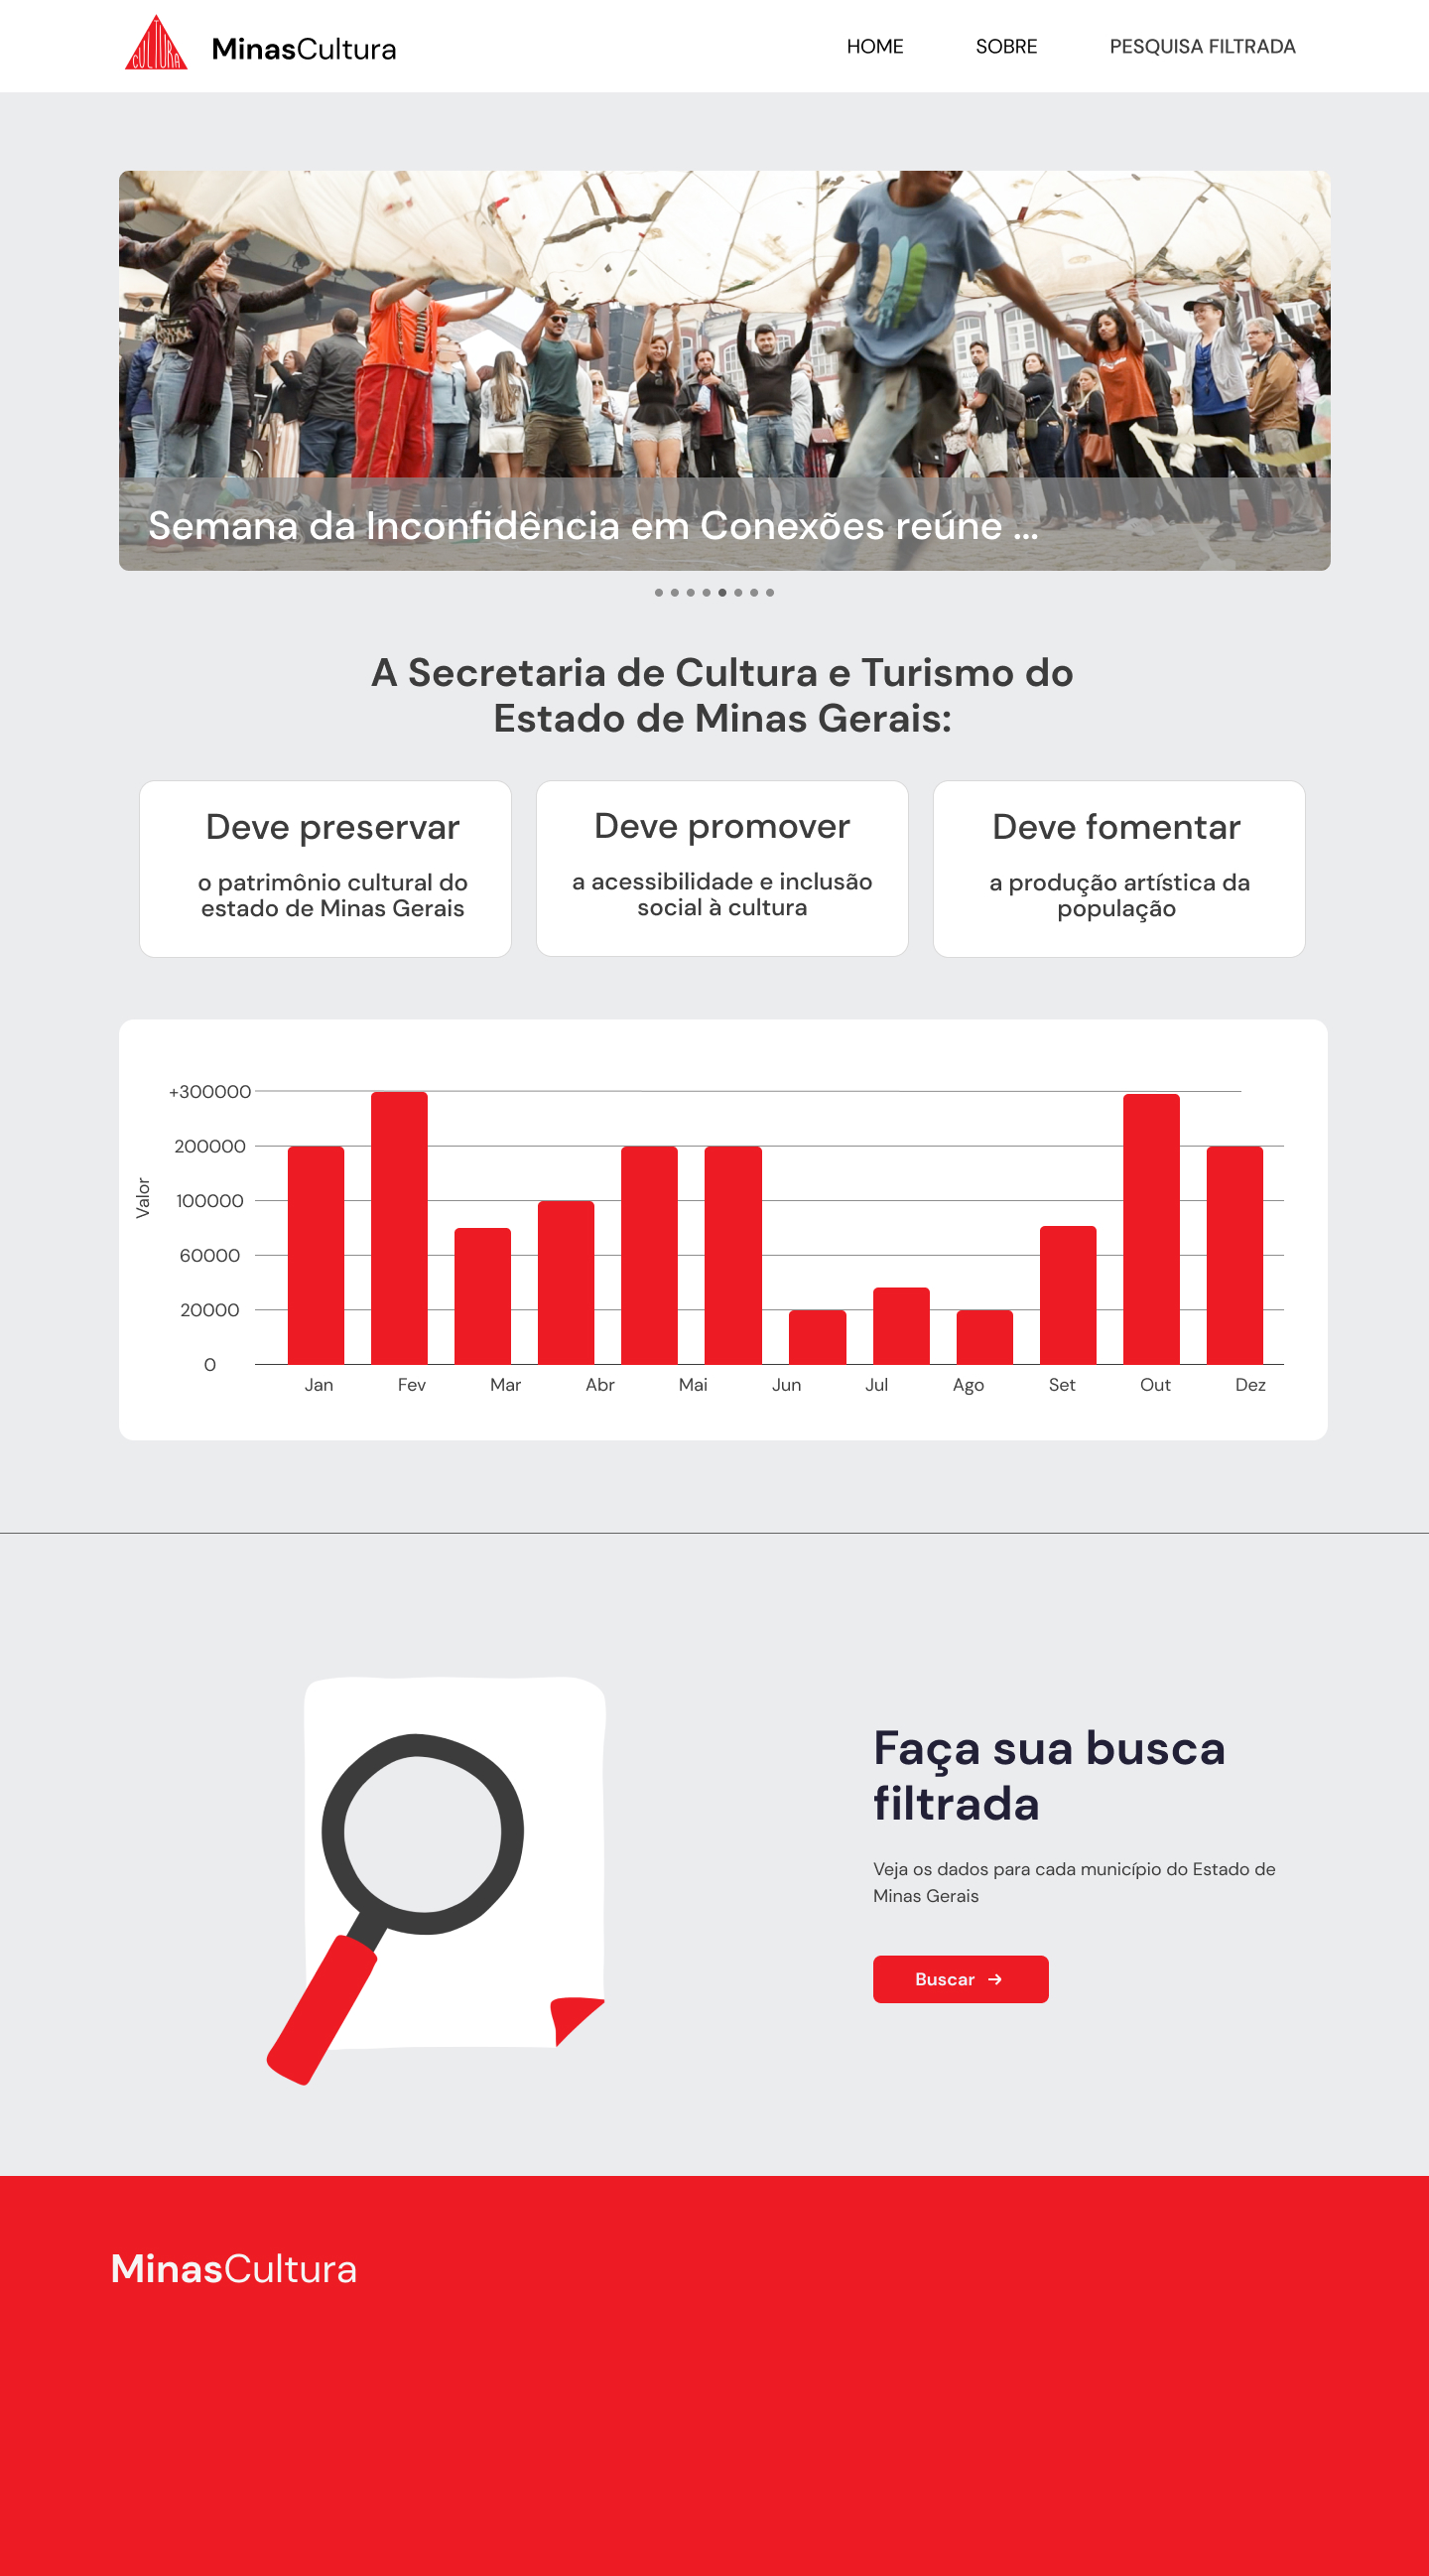 CULTURA
MinasCultura
HOME
SOBRE
PESQUISA FILTRADA
Semana da Inconfidência em Conexões reúne ...
A Secretaria de Cultura e Turismo do
Estado de Minas Gerais:
Deve preservar
o patrimônio cultural do
estado de Minas Gerais
Deve promover
a acessibilidade e inclusão
social à cultura
Deve fomentar
a produção artística da
população
Valor
+300000
200000
100000
60000
20000
0
Jan Fev Mar Abr Mai Jun Jul Ago Set Out Dez
Faça sua busca
filtrada
Veja os dados para cada município do Estado de
Minas Gerais
Buscar →
MinasCultura